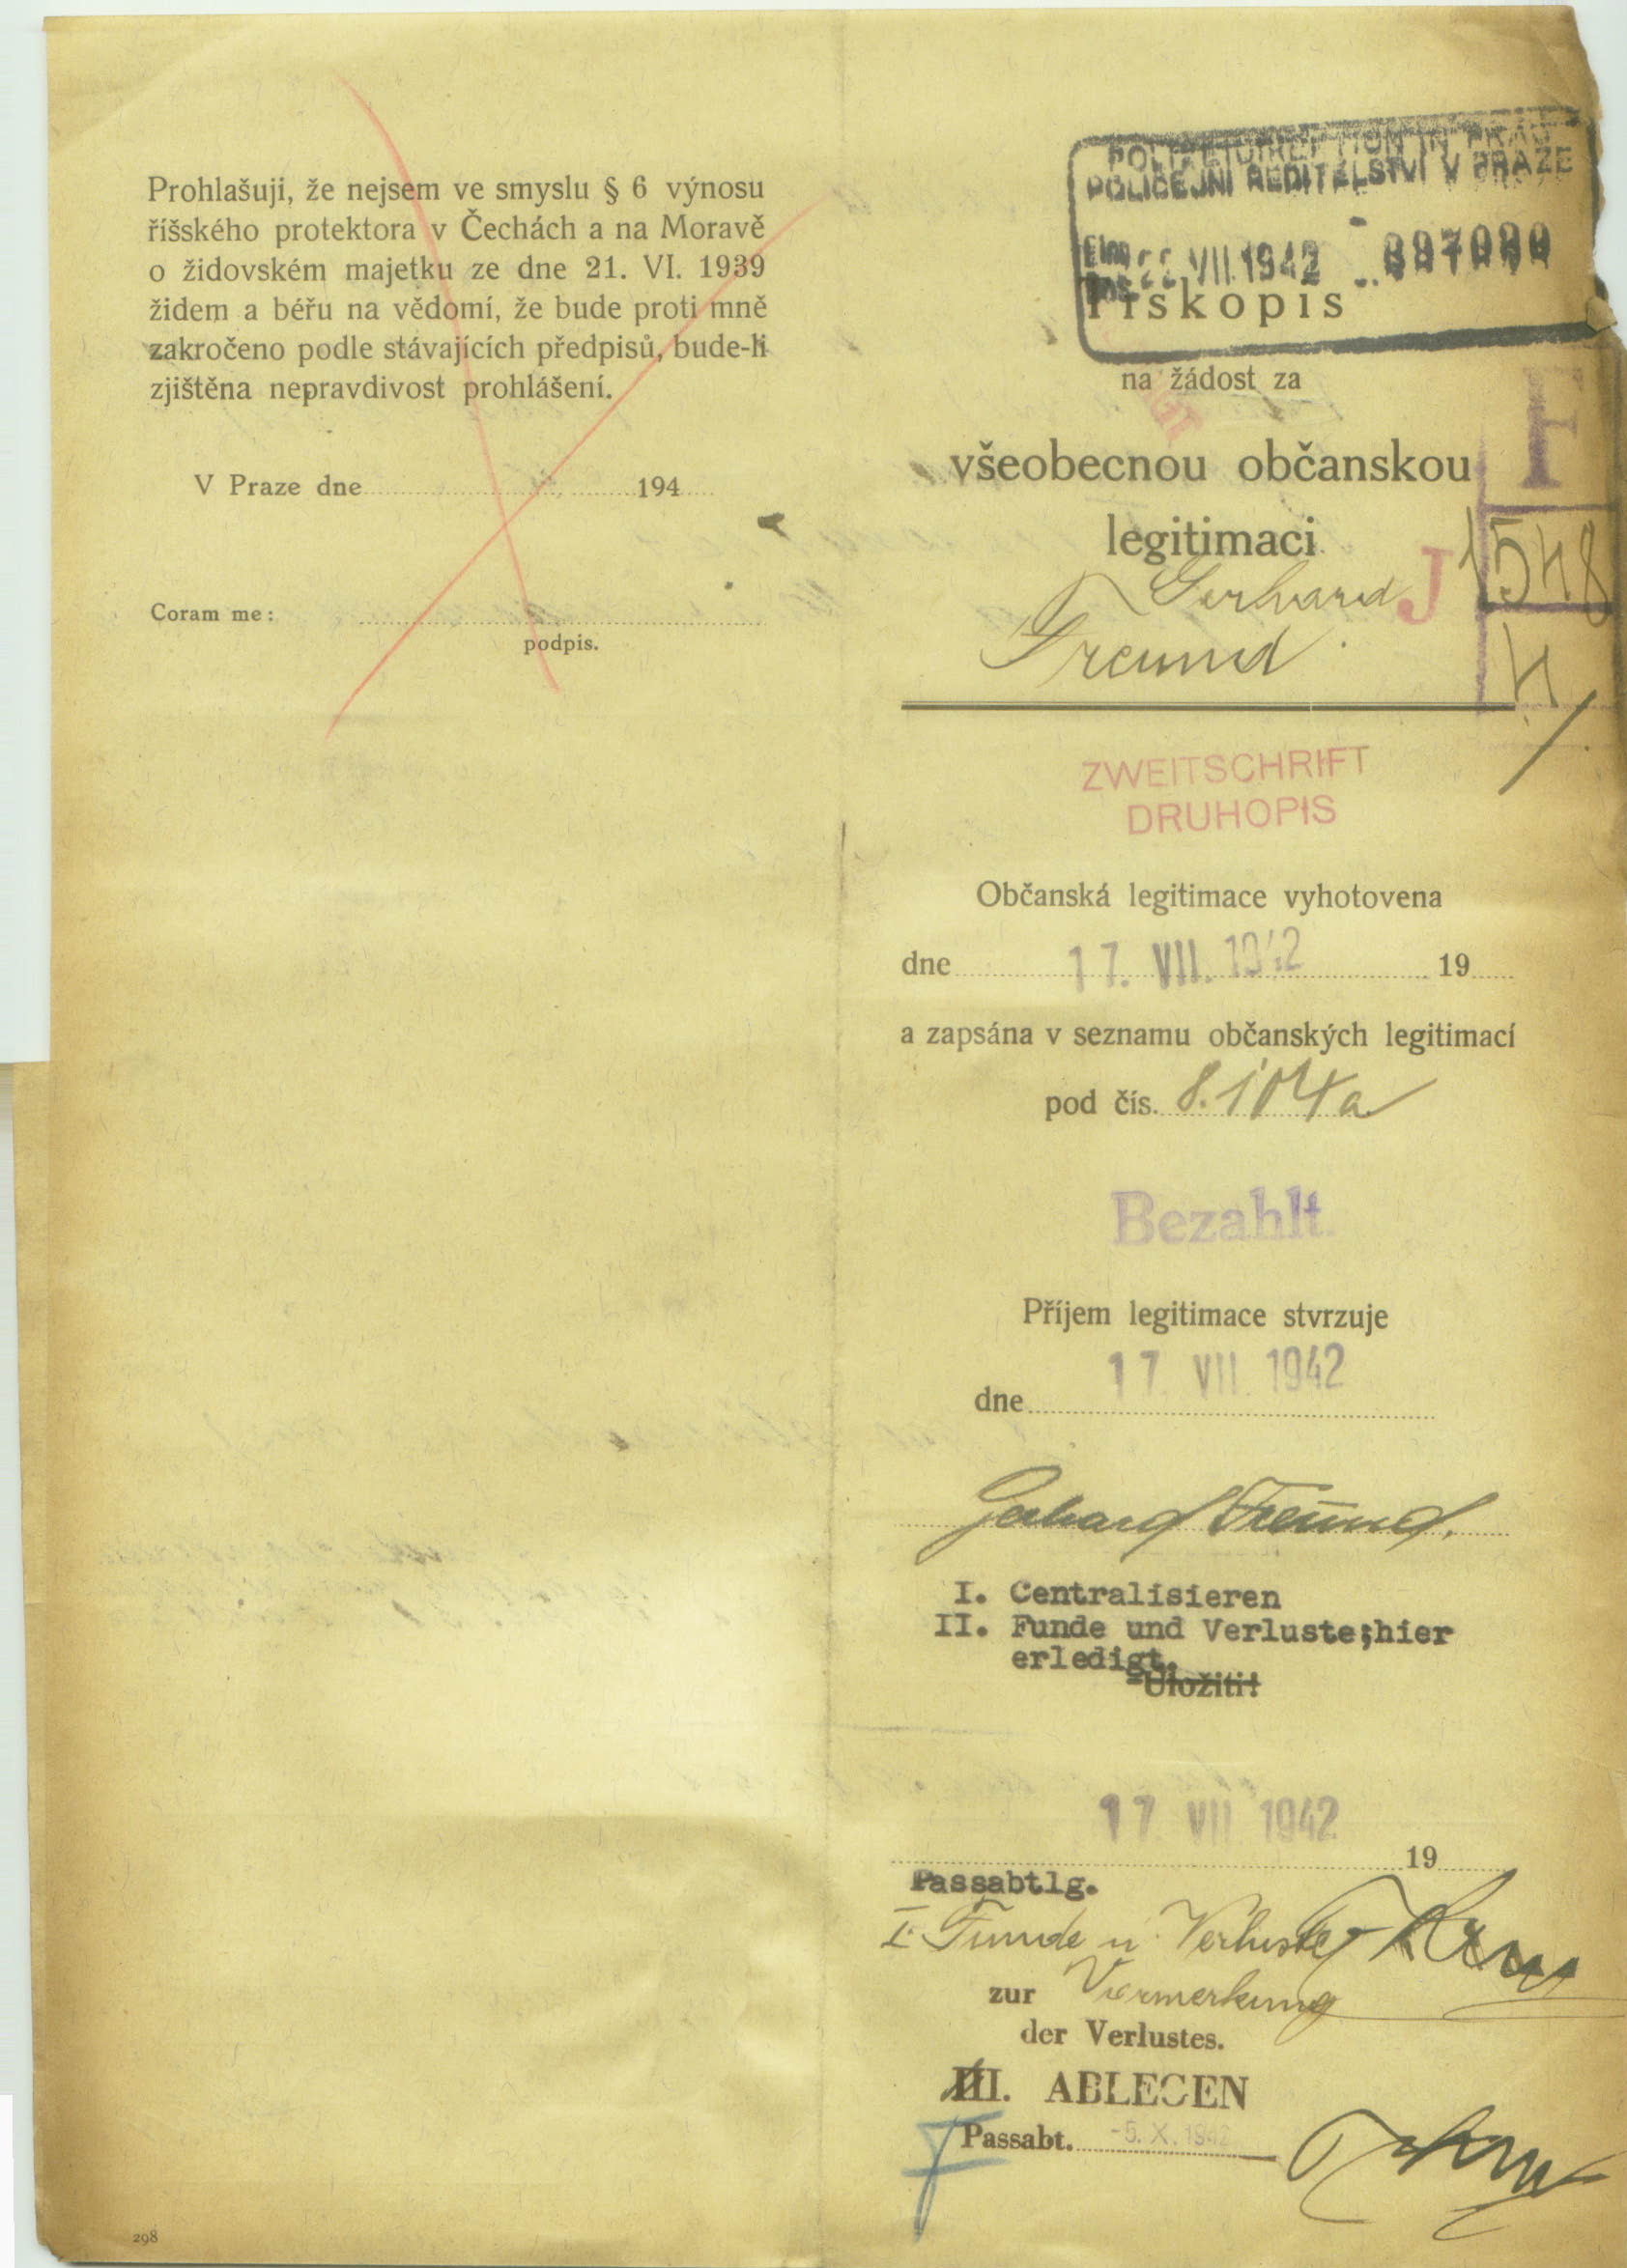 Prohlašuji, že nejsem ve smyslu § 6 výnosu
říšského protektora v Čechách a na Moravě
o židovském majetku ze dne 21. VI. 1939
židem a béřu na vědomí, že bude proti mně
zakročeno podle stávajících předpisů, bude-li
zjištěna nepravdivost prohlášení.
V Praze dne 194
Coram me:
podpis.
298
POLIZEIDIREKTION IN PRAG
POLICEJNÍ ŘEDITELSTVÍ V PRAZE
VII. 1942
Tiskopis
na žádost za
F
všeobecnou občanskou
legitimaci
1548
Gerhard J
Freund
H
ZWEITSCHRIFT
DRUHOPIS
Občanská legitimace vyhotovena
dne 17. VII. 1942 19
a zapsána v seznamu občanských legitimací
pod čís. 8.104a
Bezahlt
Příjem legitimace stvrzuje
dne 17. VII. 1942
Gerhard Freund.
I. Centralisieren
II. Funde und Verluste;hier
erledigt.
Uložiti!
17 VII 1942
19
Passabtlg.
I. Funde u. Verluste
zur Vermerkung
der Verlustes.
III. ABLEGEN
Passabt. -5. X. 1942